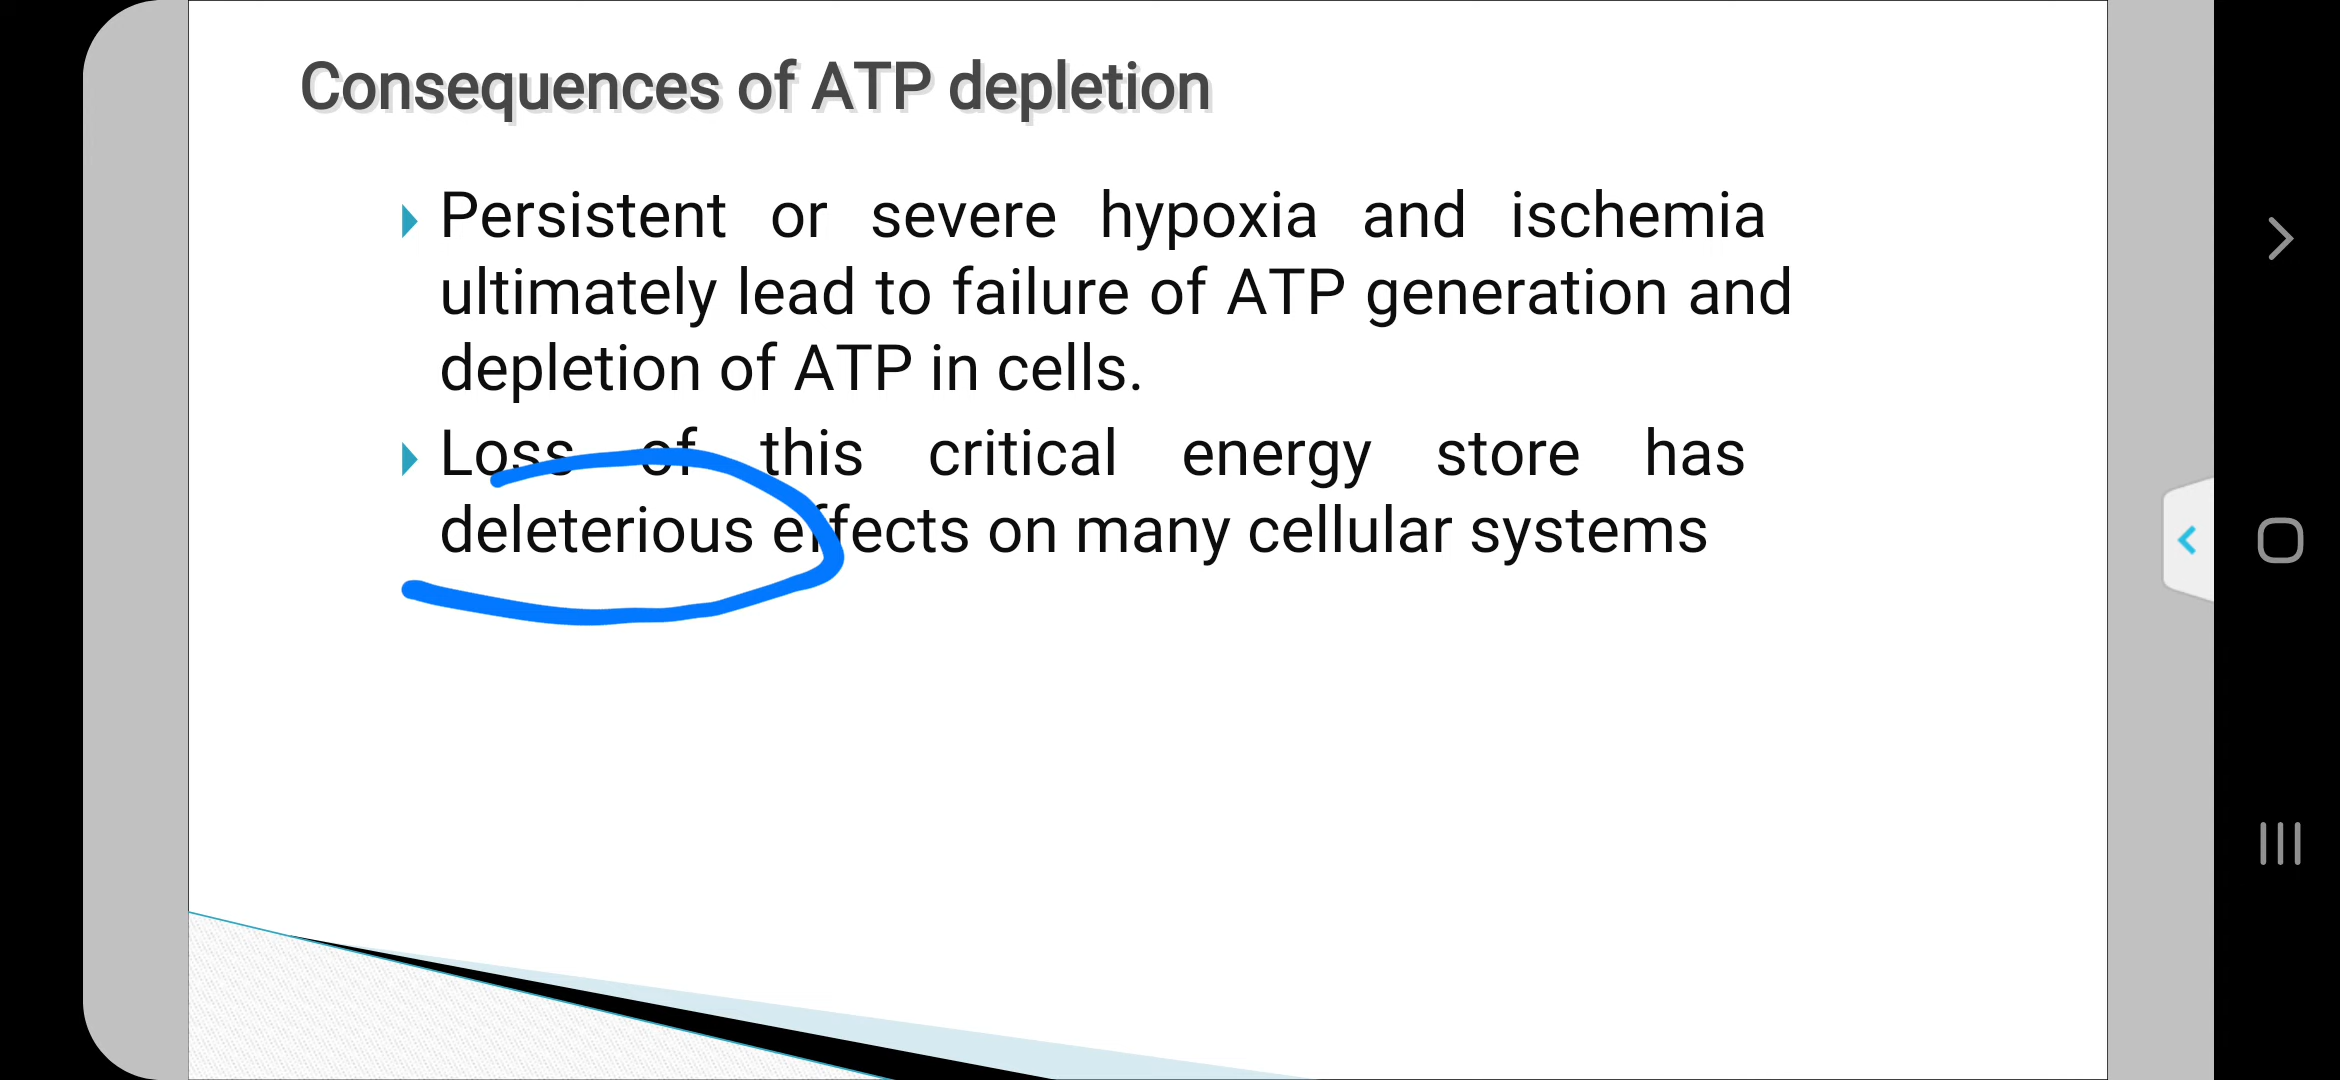 Consequences of ATP depletion
Persistent or severe hypoxia and ischemia
ultimately lead to failure of ATP generation and
depletion of ATP in cells.
Loss of this critical energy store has
deleterious effects on many cellular systems